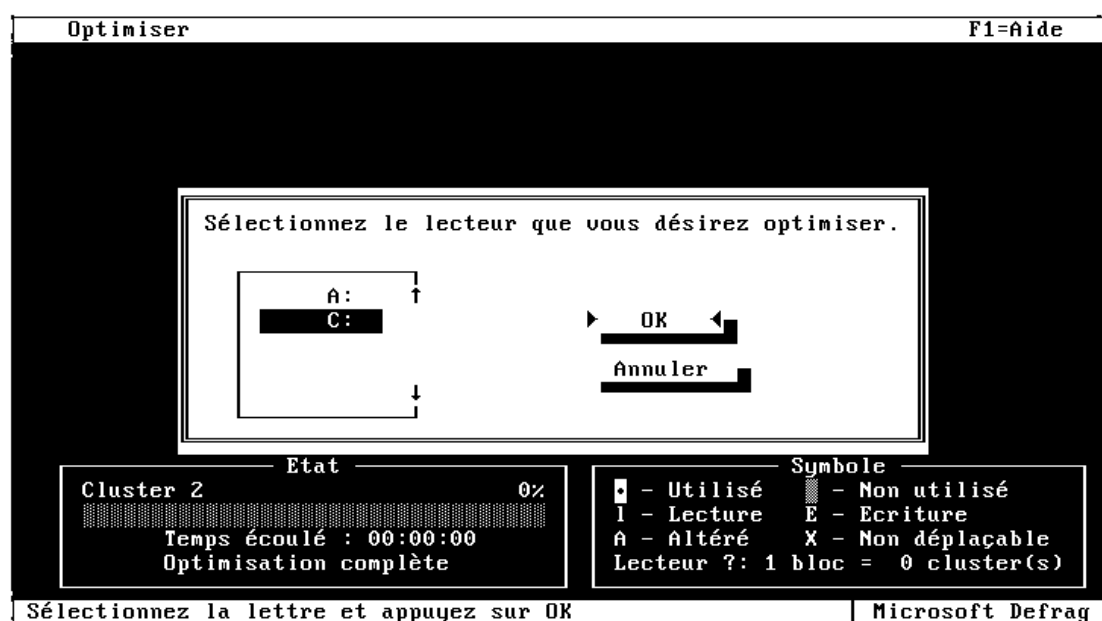 Optimiser F1=Aide
Sélectionnez le lecteur que vous désirez optimiser.
A: ↑
C:
► OK ◄
Annuler
↓
Etat
Cluster 2 0%
Temps écoulé : 00:00:00
Optimisation complète
Symbole
• - Utilisé ▒ - Non utilisé
l - Lecture E - Ecriture
A - Altéré X - Non déplaçable
Lecteur ?: 1 bloc = 0 cluster(s)
Sélectionnez la lettre et appuyez sur OK Microsoft Defrag